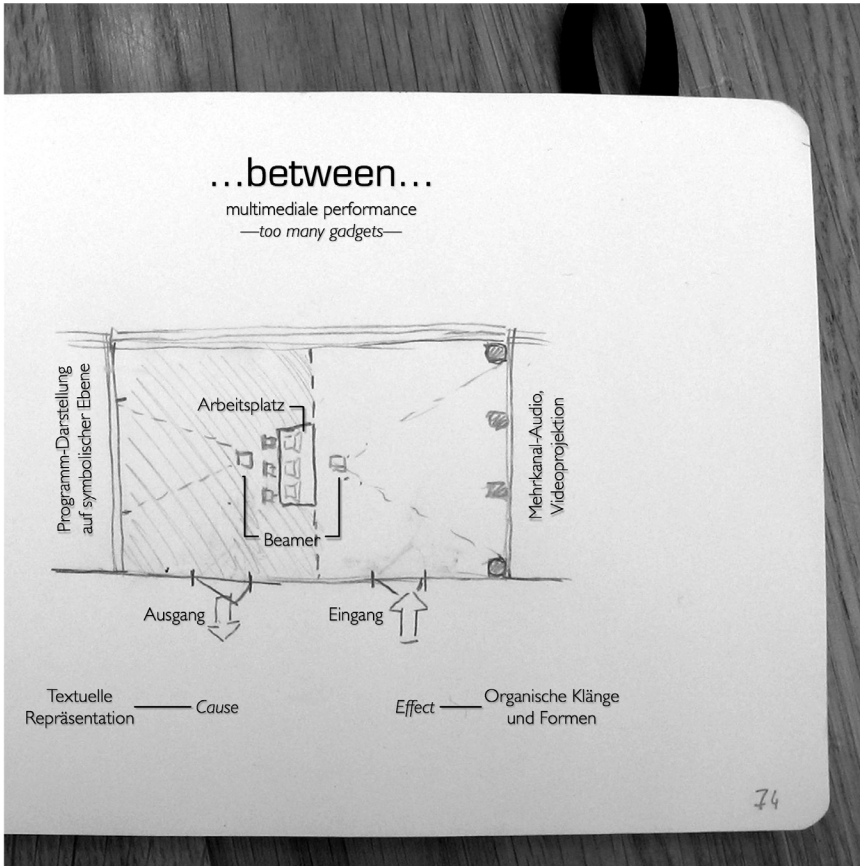 ...between...
multimediale performance
—too many gadgets—
Programm-Darstellung
auf symbolischer Ebene
Arbeitsplatz
Beamer
Mehrkanal-Audio,
Videoprojektion
Ausgang
Eingang
Textuelle
Repräsentation
Cause
Effect
Organische Klänge
und Formen
74